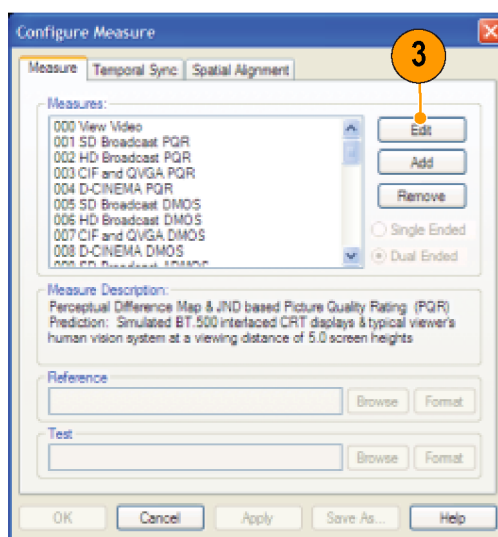 Configure Measure
3
Measure Temporal Sync Spatial Alignment
Measures:
000 View Video
001 SD Broadcast PQR
002 HD Broadcast PQR
003 CIF and QVGA PQR
004 D-CINEMA PQR
005 SD Broadcast DMOS
006 HD Broadcast DMOS
007 CIF and QVGA DMOS
008 D-CINEMA DMOS
009 SD Broadcast ADMOS
Edit
Add
Remove
Single Ended
Dual Ended
Measure Description:
Perceptual Difference Map & JND based Picture Quality Rating (PQR)
Prediction: Simulated BT.500 interlaced CRT displays & typical viewer's
human vision system at a viewing distance of 5.0 screen heights
Reference
Browse Format
Test
Browse Format
OK Cancel Apply Save As... Help